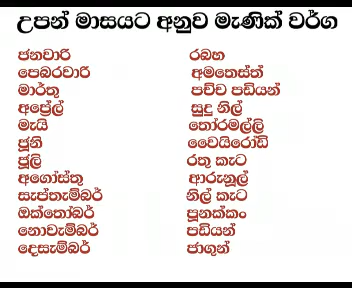 උපන් මාසයට අනුව මැණික් වර්ග
ජනවාරි රබහ
පෙබරවාරි අමතෙස්ත්
මාර්තු පච්ච පඩියන්
අප්‍රේල් සුදු නිල්
මැයි තෝරමල්ලි
ජූනි වෛයිරෝඩි
ජූලි රතු කැට
අගෝස්තු ආරුනූල්
සැප්තැම්බර් නිල් කැට
ඔක්තෝබර් පූනක්කං
නොවැම්බර් පඩියන්
දෙසැම්බර් ජාගුන්